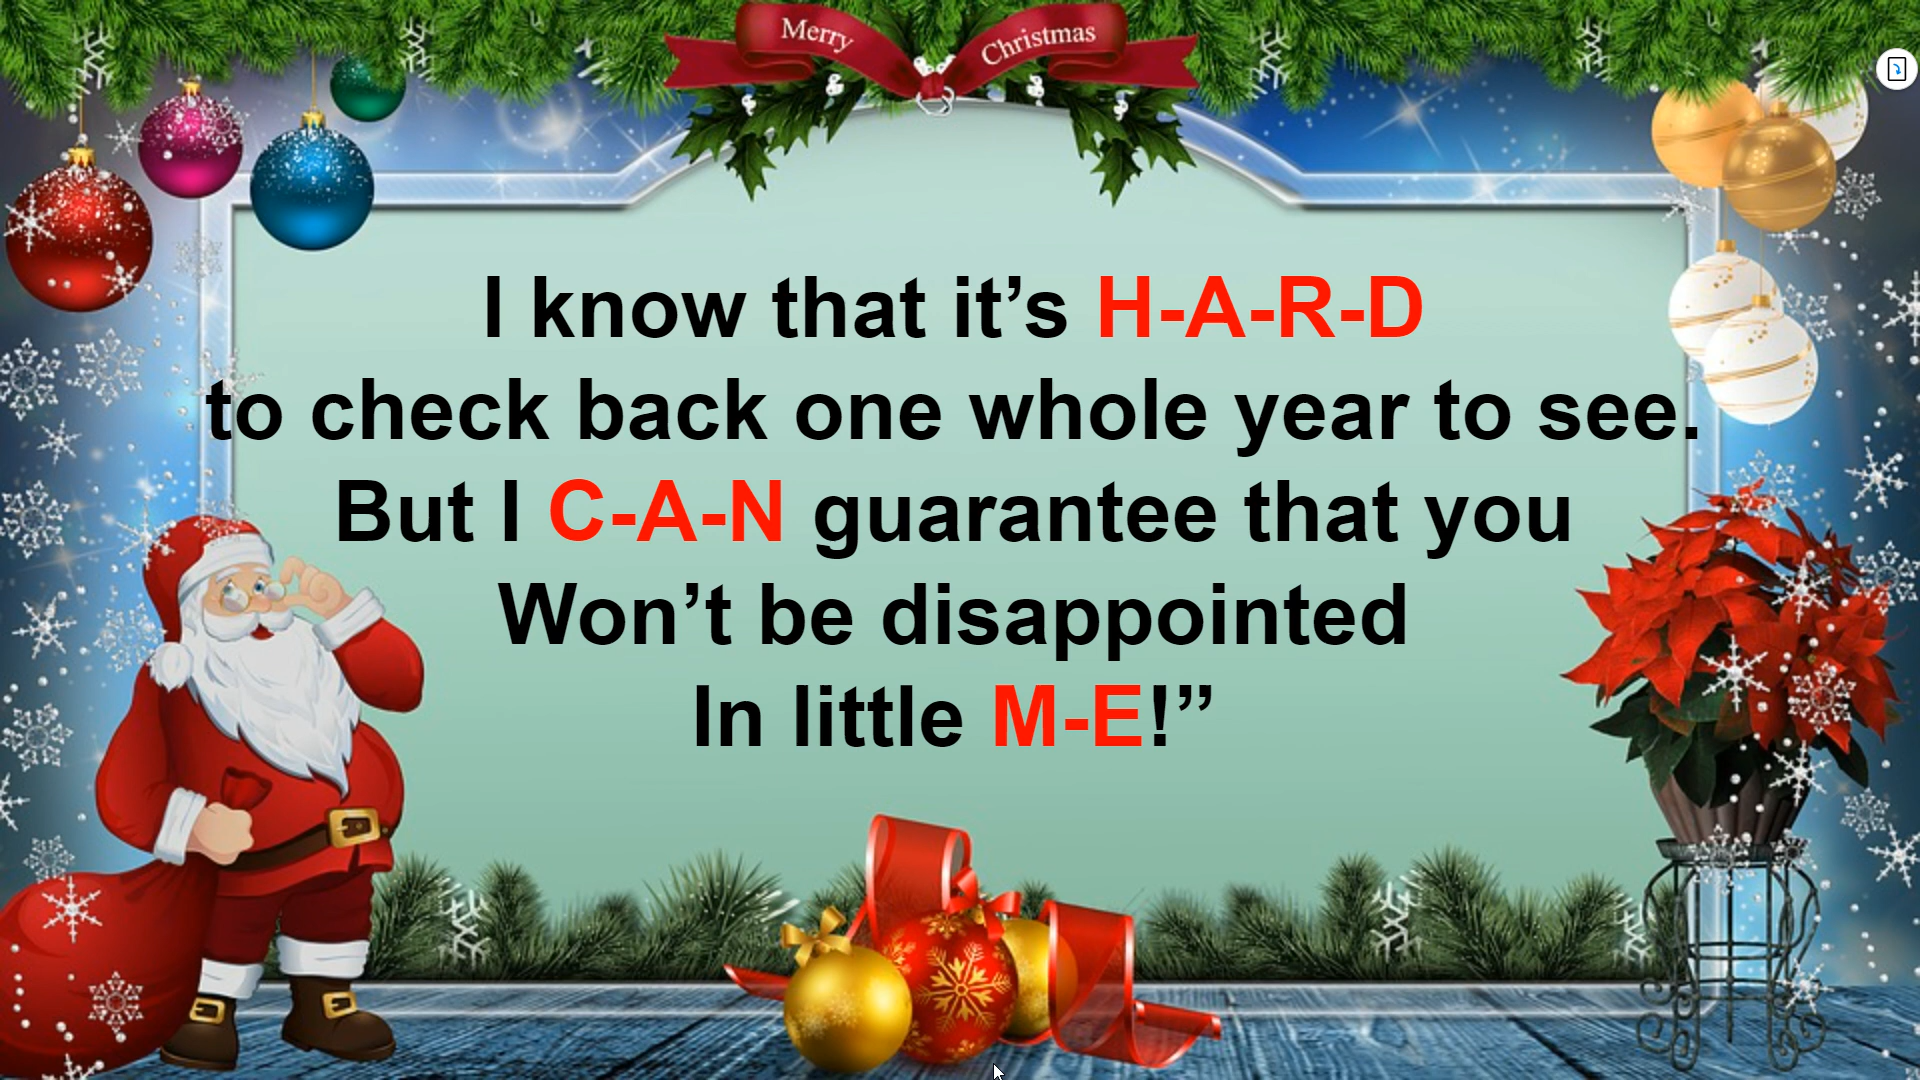 Merry Christmas
I know that it’s H-A-R-D
to check back one whole year to see.
But I C-A-N guarantee that you
Won’t be disappointed
In little M-E!”